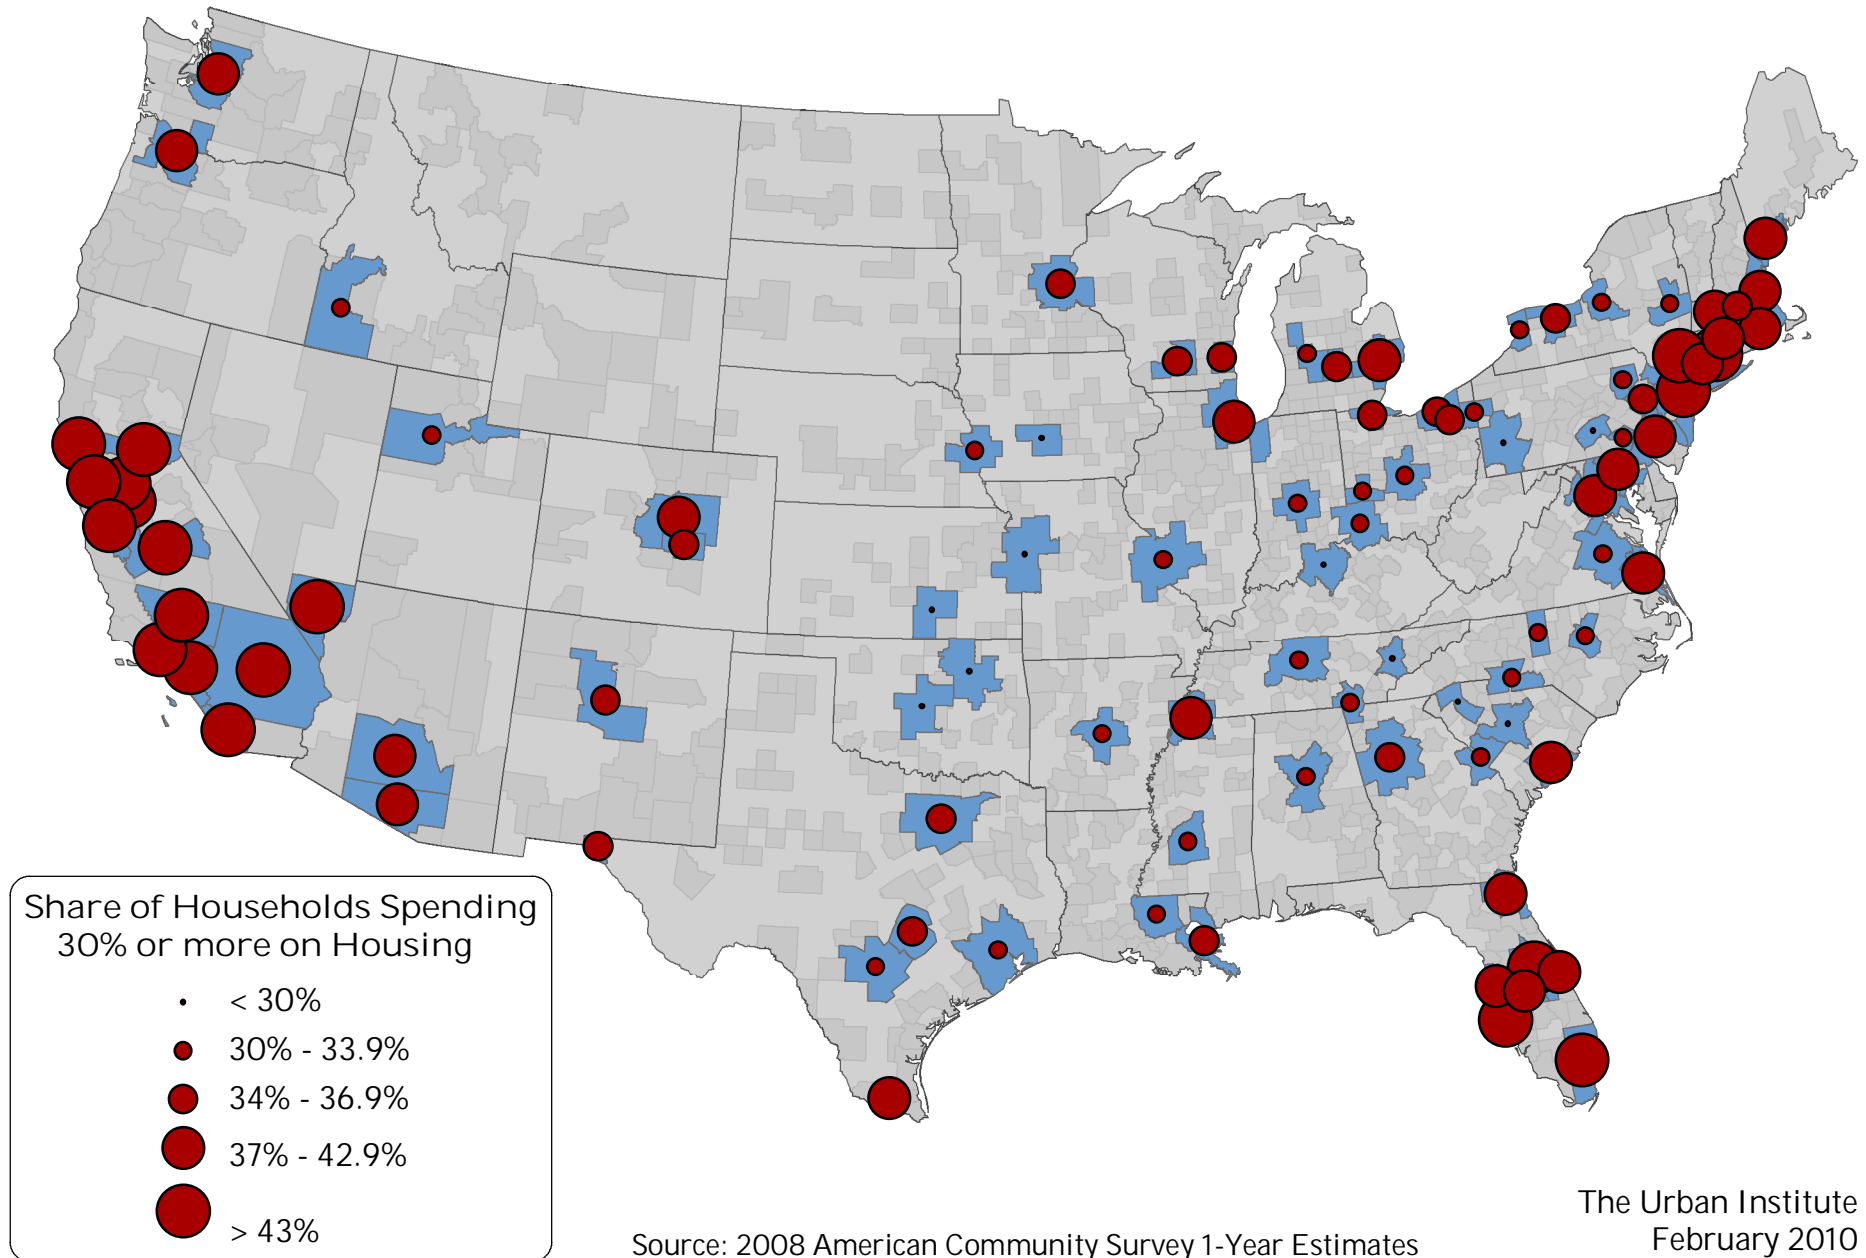 Share of Households Spending
30% or more on Housing
< 30%
30% - 33.9%
34% - 36.9%
37% - 42.9%
> 43%
Source: 2008 American Community Survey 1-Year Estimates
The Urban Institute
February 2010